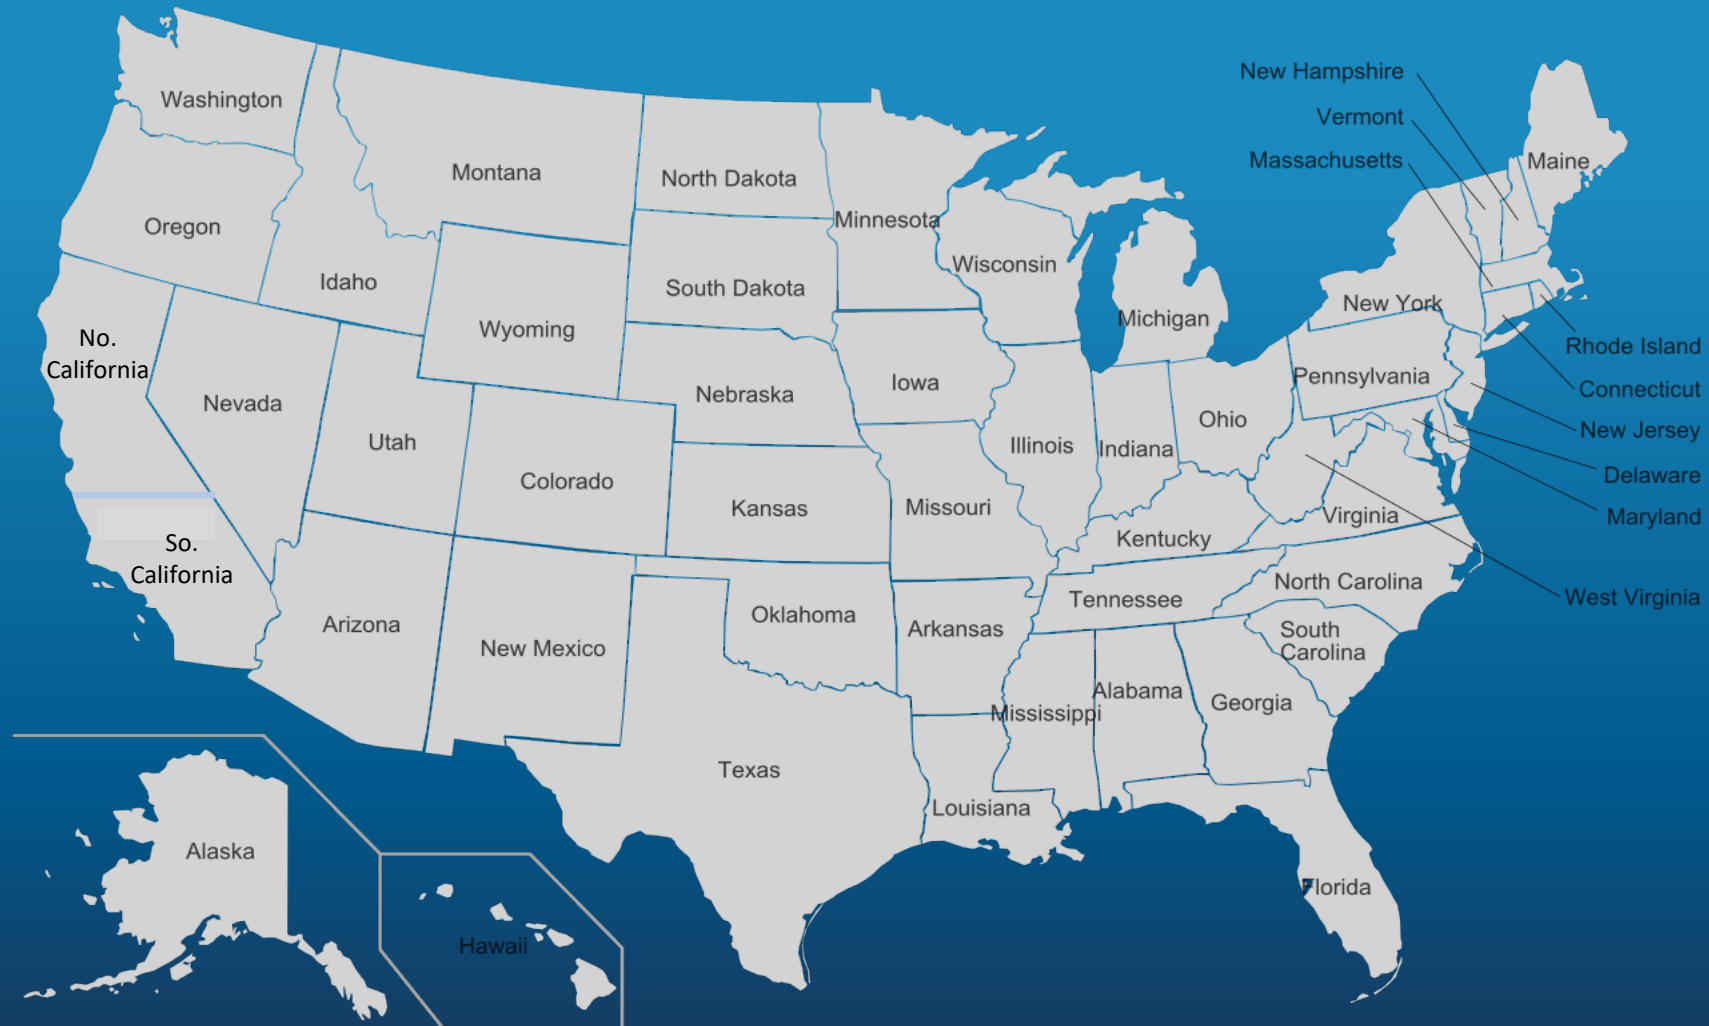 New Hampshire
Washington
Vermont
Massachusetts
Maine
Montana
North Dakota
Minnesota
Oregon
Wisconsin
Idaho
South Dakota
New York
Michigan
Wyoming
No.
California
Rhode Island
Pennsylvania
Iowa
Connecticut
Nebraska
Nevada
Ohio
New Jersey
Utah
Illinois
Indiana
Colorado
Delaware
Kansas
Missouri
Virginia
Maryland
Kentucky
So.
California
North Carolina
West Virginia
Tennessee
Oklahoma
Arizona
Arkansas
South
Carolina
New Mexico
Alabama
Georgia
Mississippi
Texas
Louisiana
Alaska
Florida
Hawaii